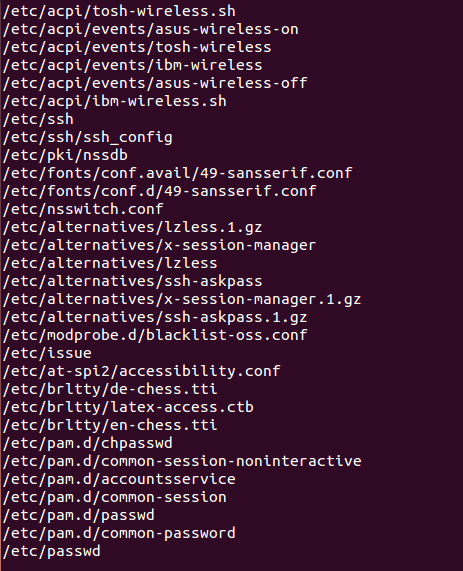 /etc/acpi/tosh-wireless.sh
/etc/acpi/events/asus-wireless-on
/etc/acpi/events/tosh-wireless
/etc/acpi/events/ibm-wireless
/etc/acpi/events/asus-wireless-off
/etc/acpi/ibm-wireless.sh
/etc/ssh
/etc/ssh/ssh_config
/etc/pki/nssdb
/etc/fonts/conf.avail/49-sansserif.conf
/etc/fonts/conf.d/49-sansserif.conf
/etc/nsswitch.conf
/etc/alternatives/lzless.1.gz
/etc/alternatives/x-session-manager
/etc/alternatives/lzless
/etc/alternatives/ssh-askpass
/etc/alternatives/x-session-manager.1.gz
/etc/alternatives/ssh-askpass.1.gz
/etc/modprobe.d/blacklist-oss.conf
/etc/issue
/etc/at-spi2/accessibility.conf
/etc/brltty/de-chess.tti
/etc/brltty/latex-access.ctb
/etc/brltty/en-chess.tti
/etc/pam.d/chpasswd
/etc/pam.d/common-session-noninteractive
/etc/pam.d/accountsservice
/etc/pam.d/common-session
/etc/pam.d/passwd
/etc/pam.d/common-password
/etc/passwd